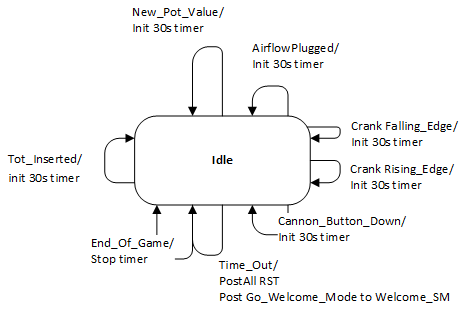 New_Pot_Value/
Init 30s timer
AirflowPlugged/
Init 30s timer
Crank Falling_Edge/
Init 30s timer
Tot_Inserted/
init 30s timer
Idle
Crank Rising_Edge/
Init 30s timer
Cannon_Button_Down/
Init 30s timer
End_Of_Game/
Stop timer
Time_Out/
PostAll RST
Post Go_Welcome_Mode to Welcome_SM